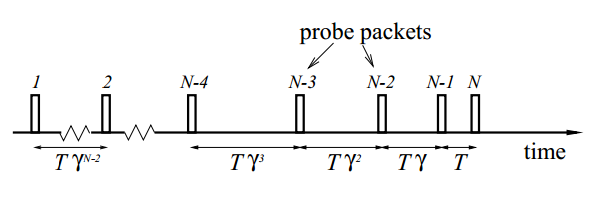 probe packets
1 2 N-4 N-3 N-2 N-1 N
Tγᴺ⁻² Tγ³ Tγ² Tγ T time